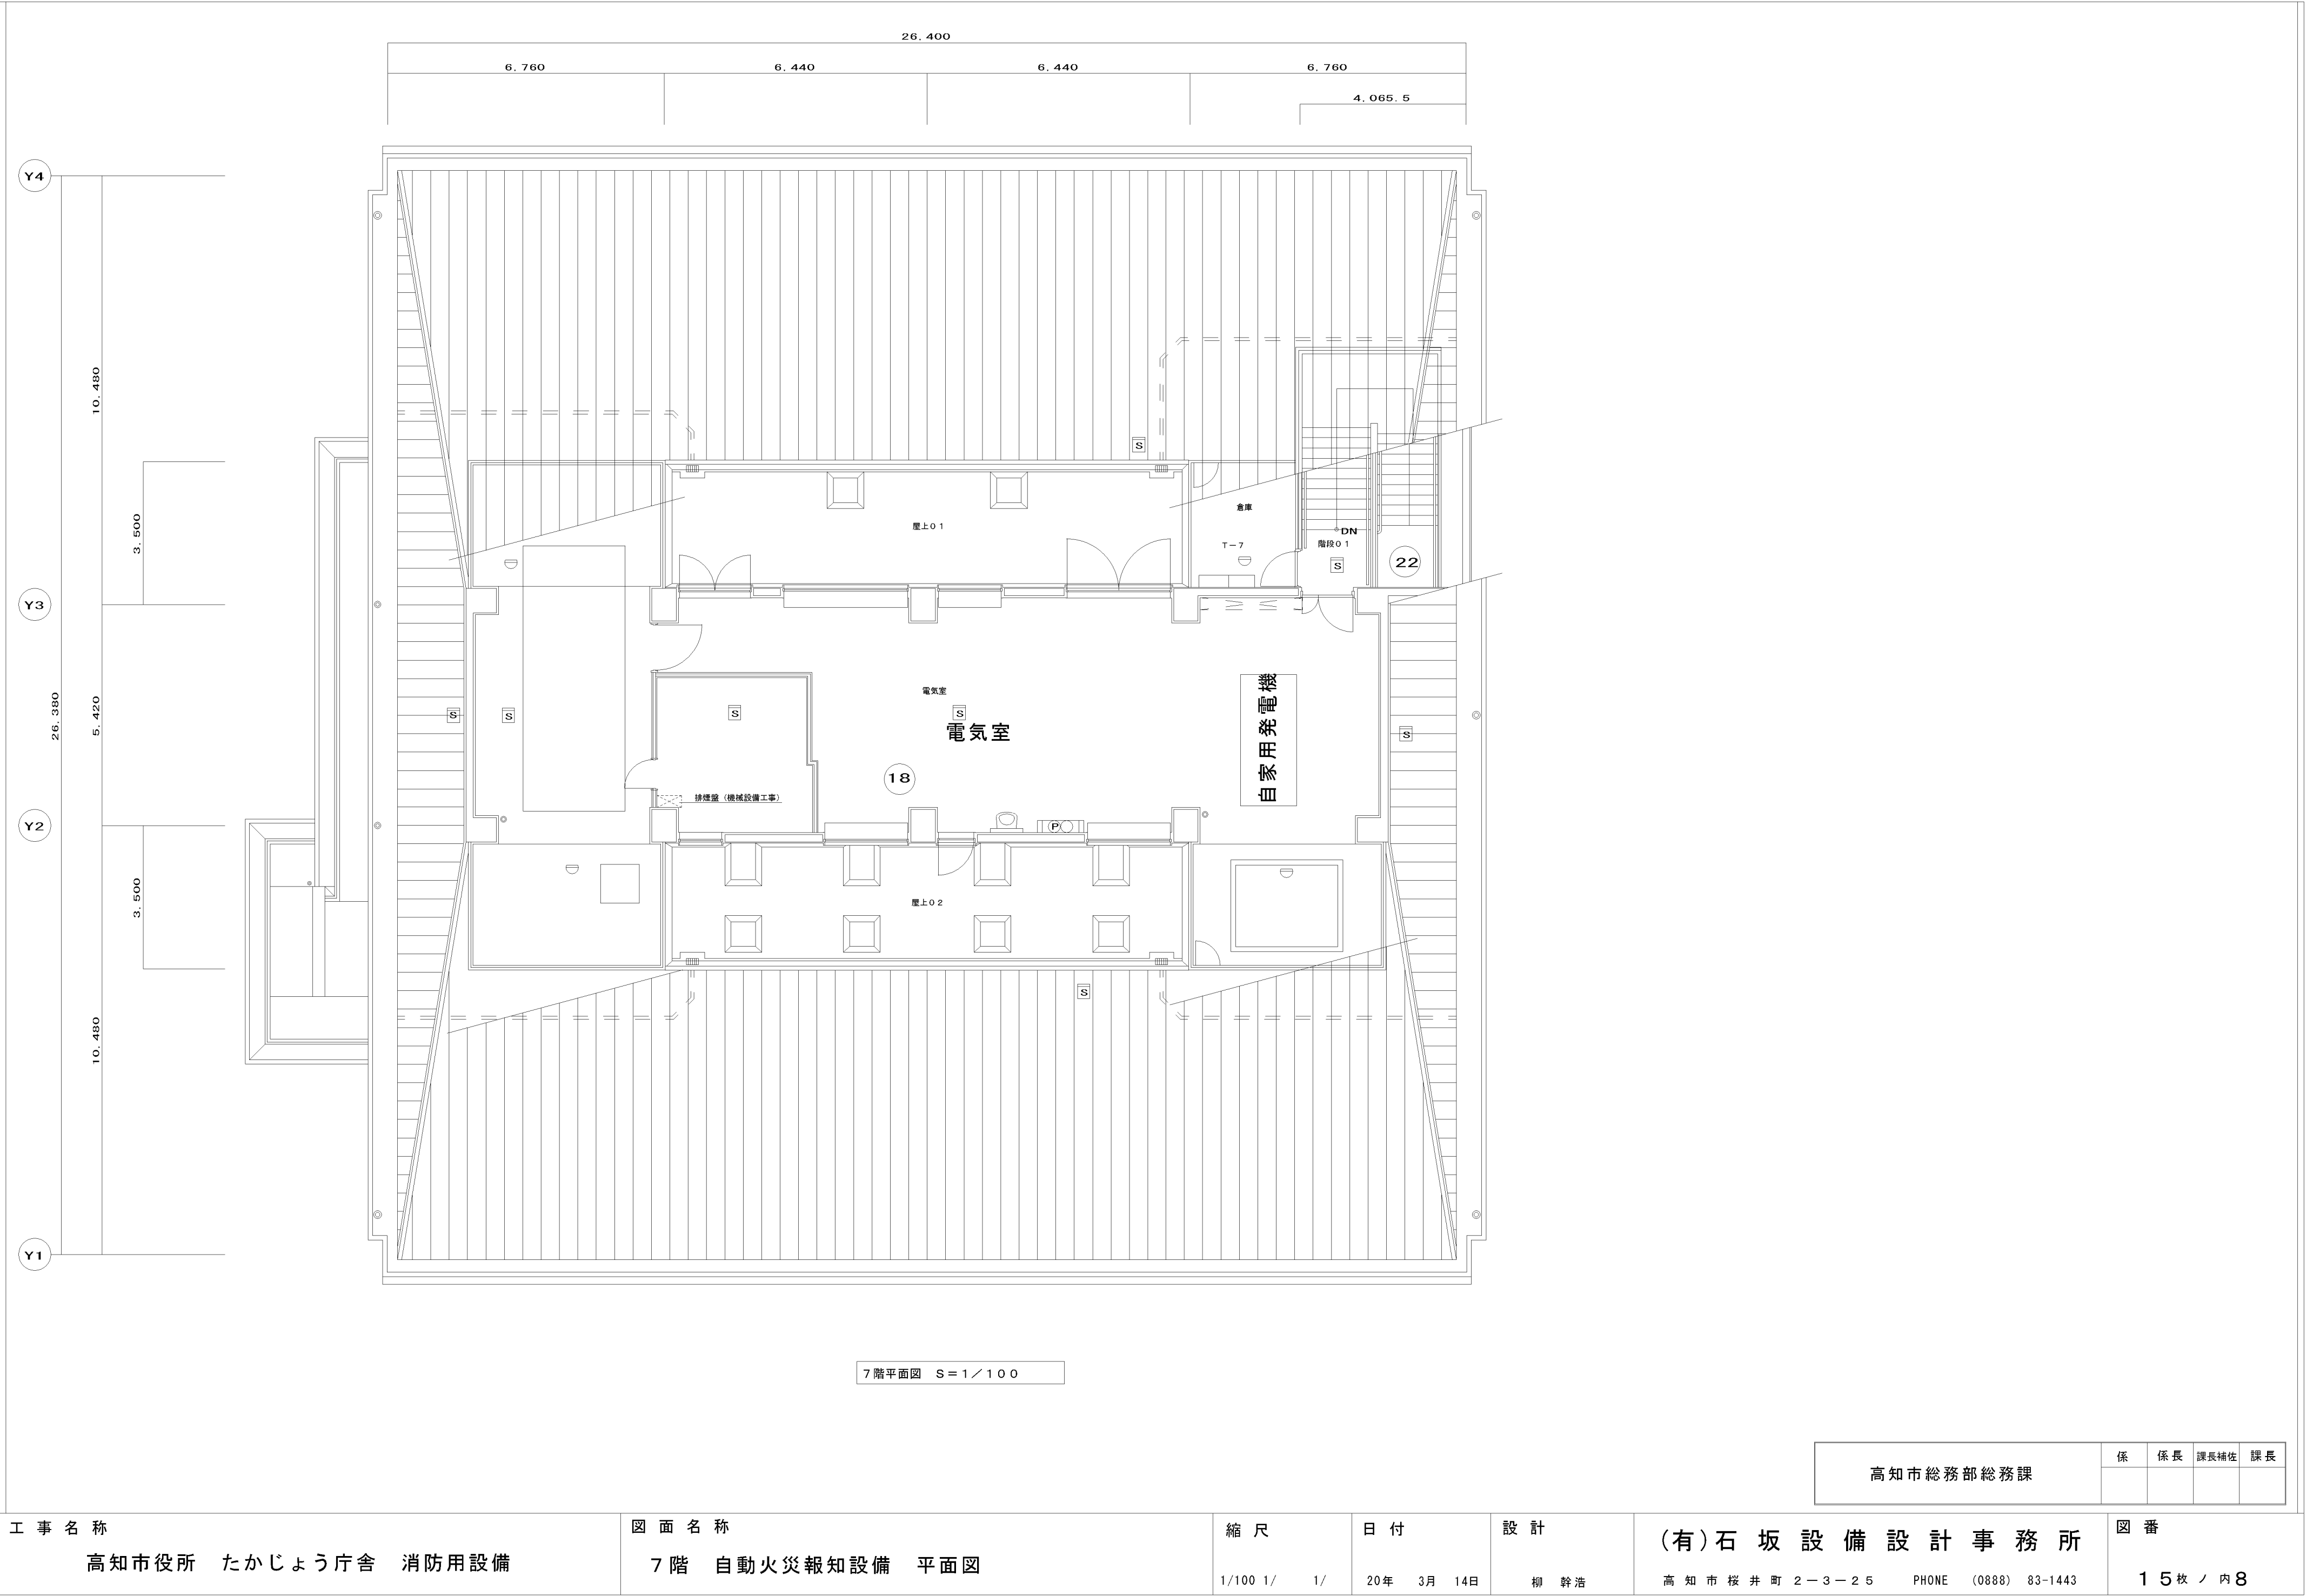 26.400
6.760
6.440
6.440
6.760
4.065.5
Y4
10.480
3.500
Y3
26.380
5.420
Y2
3.500
10.480
Y1
S
倉庫
屋上01
T-7
DN
階段01
S
22
電気室
S
S
S
S
電気室
S
自家用発電機
18
排煙盤(機械設備工事)
P
屋上02
S
7階平面図 S=1/100
高知市総務部総務課
係
係長
課長補佐
課長
工事名称
高知市役所 たかじょう庁舎 消防用設備
図面名称
7階 自動火災報知設備 平面図
縮尺
1/100 1/ 1/
日付
20年 3月 14日
設計
柳 幹浩
(有)石坂設備設計事務所
高知市桜井町2-3-25 PHONE (0888) 83-1443
図番
15枚ノ内8